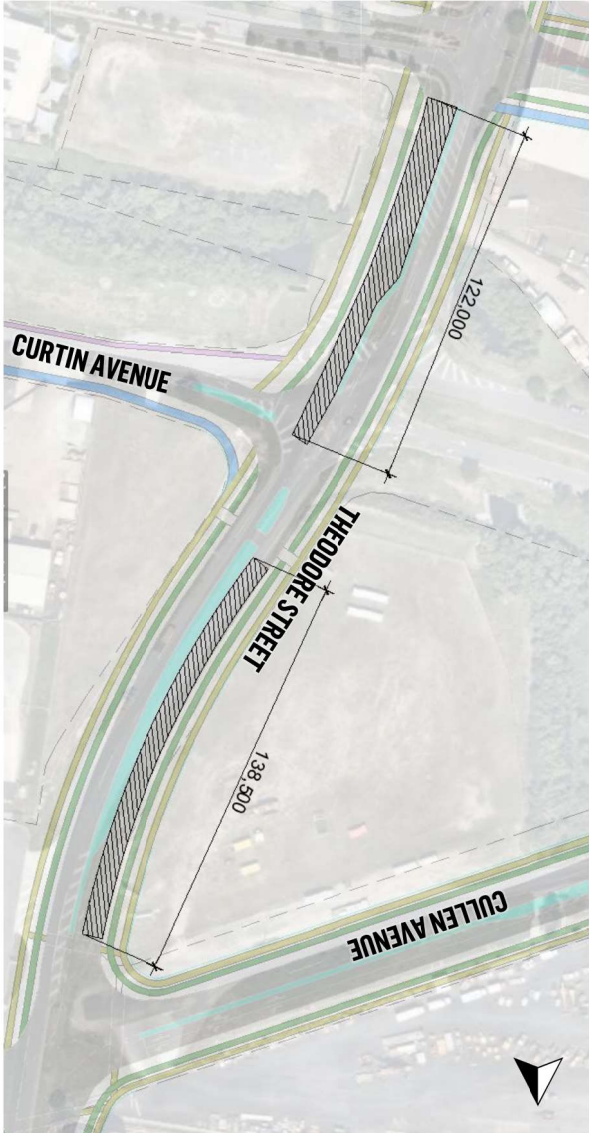 122,000
CURTIN AVENUE
THEODORE STREET
138,500
CULLEN AVENUE